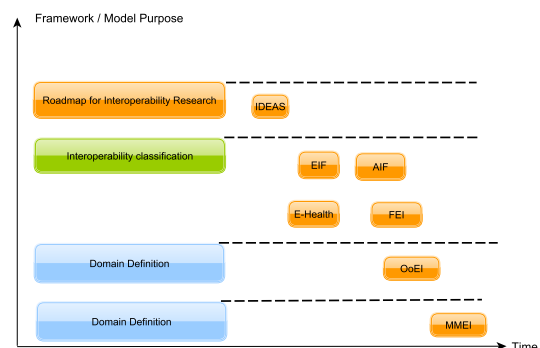 Framework / Model Purpose
Roadmap for Interoperability Research
IDEAS
Interoperability classification
EIF
AIF
E-Health
FEI
Domain Definition
OoEI
Domain Definition
MMEI
Time